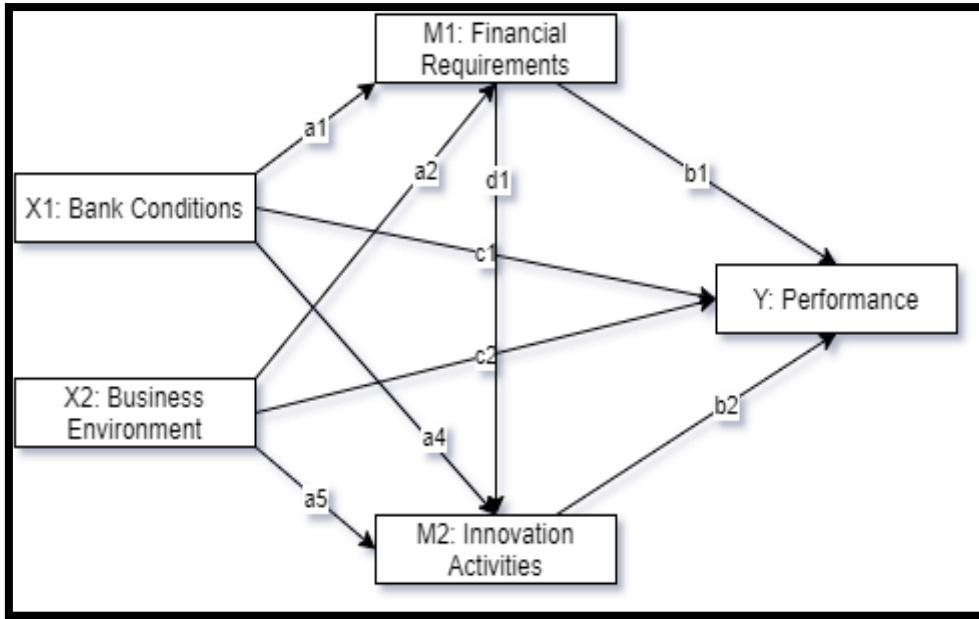 M1: Financial
Requirements
a1
a2
d1
b1
X1: Bank Conditions
c1
Y: Performance
c2
X2: Business
Environment
a4
b2
a5
M2: Innovation
Activities